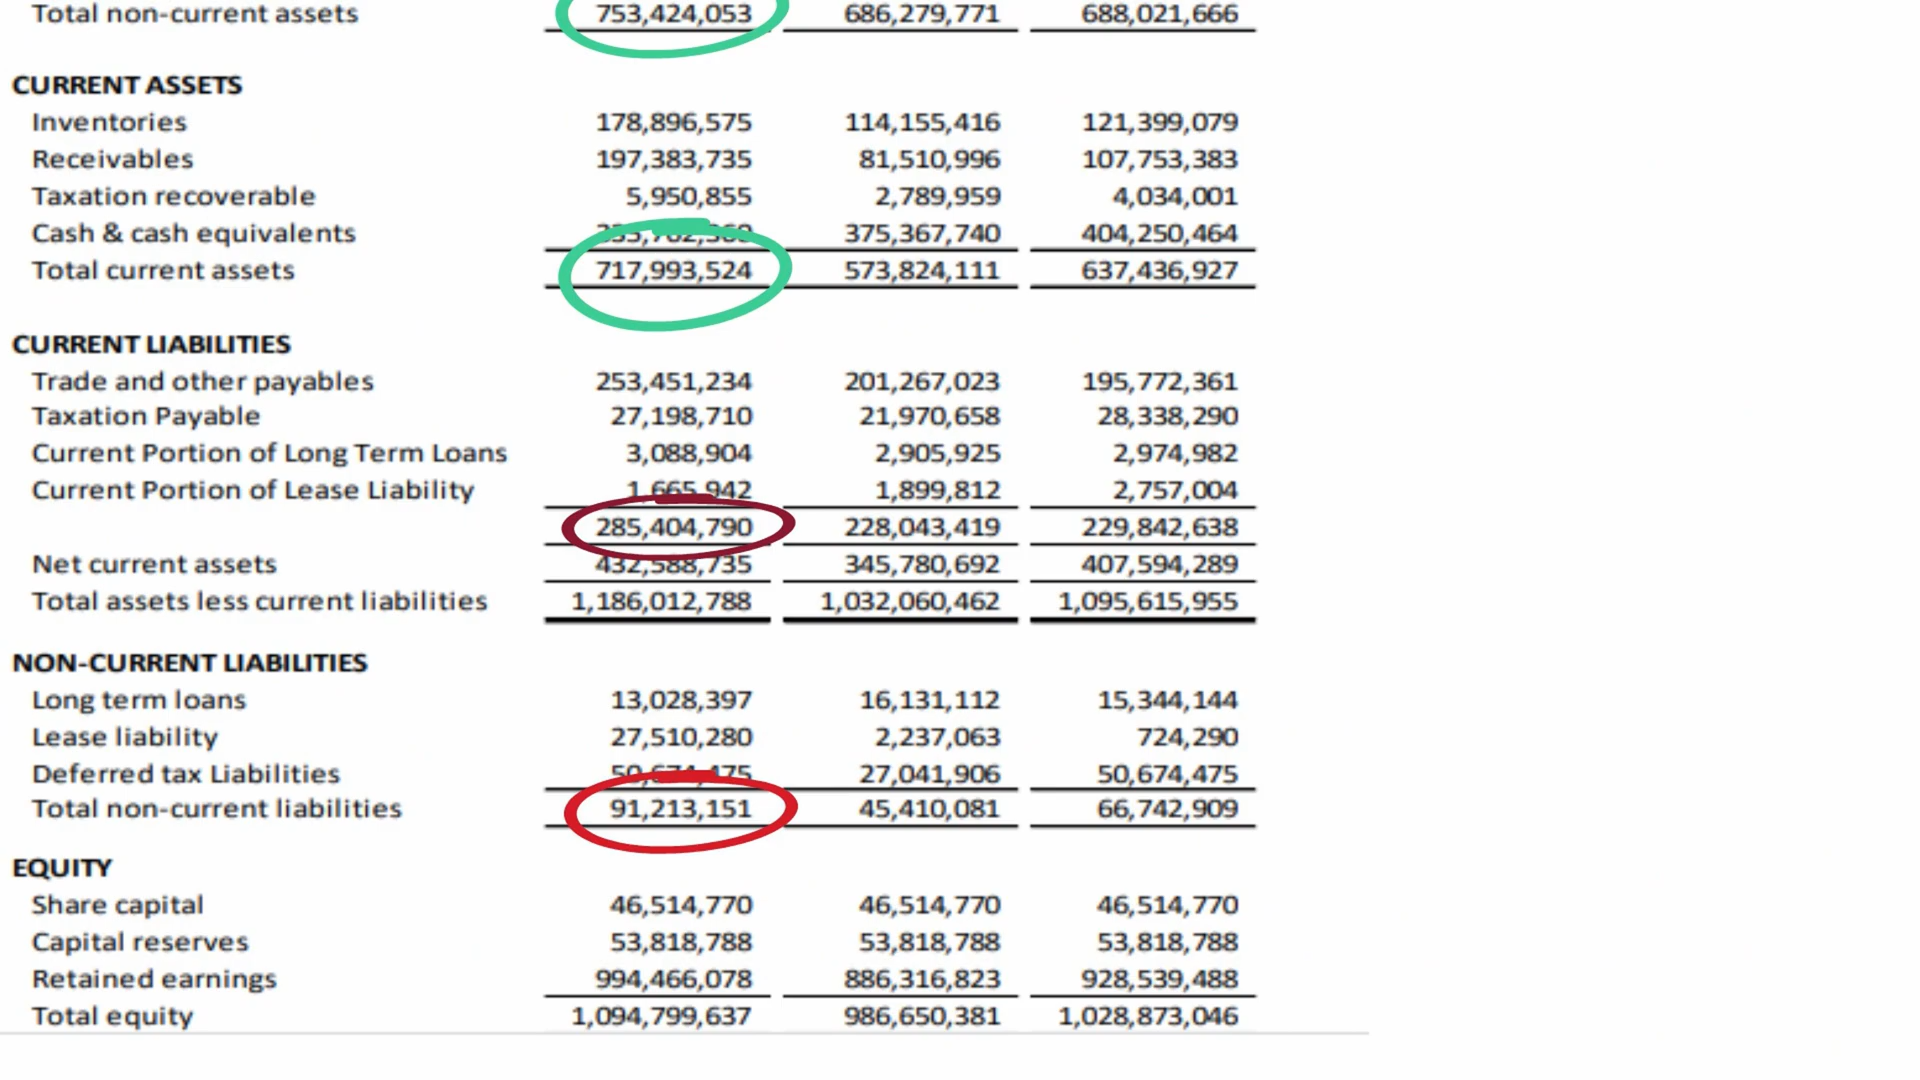 Total non-current assets 753,424,053 686,279,771 688,021,666
CURRENT ASSETS
Inventories 178,896,575 114,155,416 121,399,079
Receivables 197,383,735 81,510,996 107,753,383
Taxation recoverable 5,950,855 2,789,959 4,034,001
Cash & cash equivalents 375,367,740 404,250,464
Total current assets 717,993,524 573,824,111 637,436,927
CURRENT LIABILITIES
Trade and other payables 253,451,234 201,267,023 195,772,361
Taxation Payable 27,198,710 21,970,658 28,338,290
Current Portion of Long Term Loans 3,088,904 2,905,925 2,974,982
Current Portion of Lease Liability 1,665,942 1,899,812 2,757,004
285,404,790 228,043,419 229,842,638
Net current assets 432,588,735 345,780,692 407,594,289
Total assets less current liabilities 1,186,012,788 1,032,060,462 1,095,615,955
NON-CURRENT LIABILITIES
Long term loans 13,028,397 16,131,112 15,344,144
Lease liability 27,510,280 2,237,063 724,290
Deferred tax Liabilities 50,674,475 27,041,906 50,674,475
Total non-current liabilities 91,213,151 45,410,081 66,742,909
EQUITY
Share capital 46,514,770 46,514,770 46,514,770
Capital reserves 53,818,788 53,818,788 53,818,788
Retained earnings 994,466,078 886,316,823 928,539,488
Total equity 1,094,799,637 986,650,381 1,028,873,046